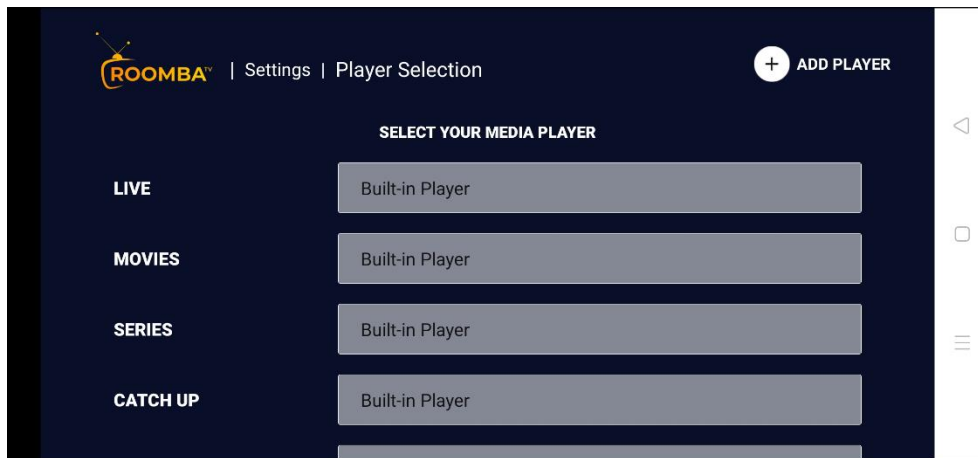 ROOMBA TV | Settings | Player Selection
ADD PLAYER
SELECT YOUR MEDIA PLAYER
LIVE
Built-in Player
MOVIES
Built-in Player
SERIES
Built-in Player
CATCH UP
Built-in Player